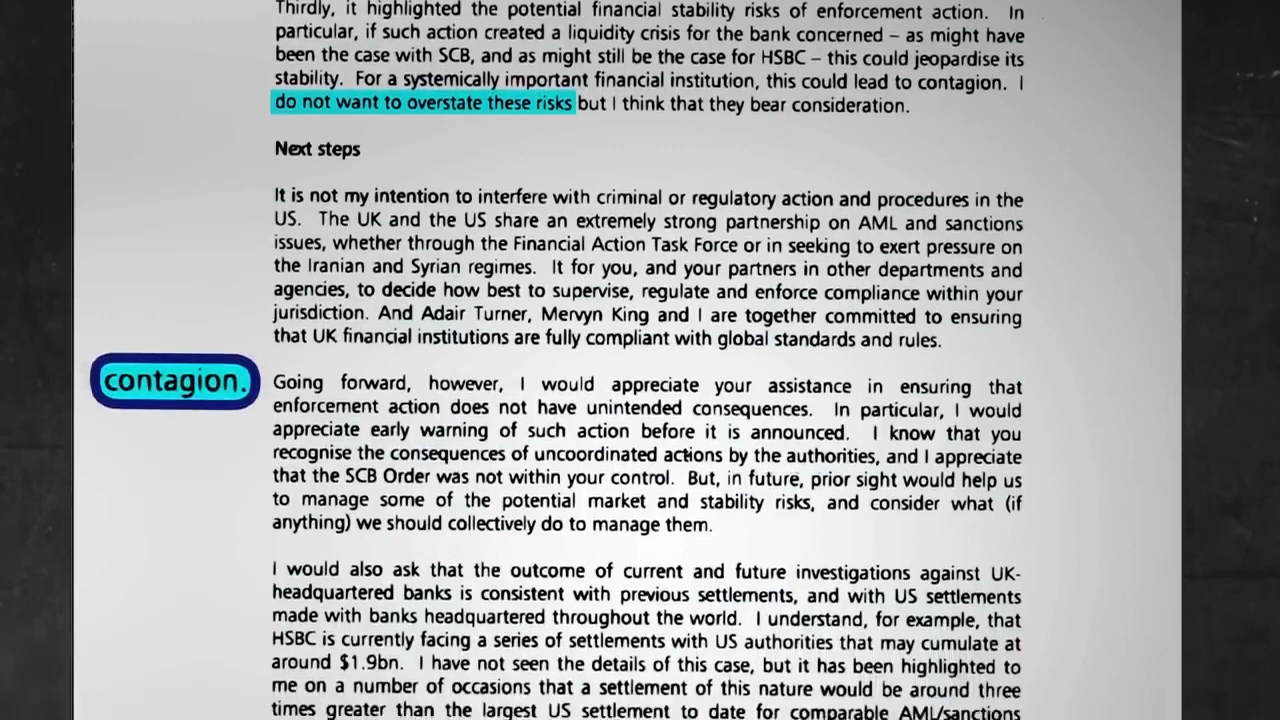 Thirdly, it highlighted the potential financial stability risks of enforcement action. In
particular, if such action created a liquidity crisis for the bank concerned – as might have
been the case with SCB, and as might still be the case for HSBC – this could jeopardise its
stability. For a systemically important financial institution, this could lead to contagion. I
do not want to overstate these risks but I think that they bear consideration.
Next steps
It is not my intention to interfere with criminal or regulatory action and procedures in the
US. The UK and the US share an extremely strong partnership on AML and sanctions
issues, whether through the Financial Action Task Force or in seeking to exert pressure on
the Iranian and Syrian regimes. It for you, and your partners in other departments and
agencies, to decide how best to supervise, regulate and enforce compliance within your
jurisdiction. And Adair Turner, Mervyn King and I are together committed to ensuring
that UK financial institutions are fully compliant with global standards and rules.
contagion.
Going forward, however, I would appreciate your assistance in ensuring that
enforcement action does not have unintended consequences. In particular, I would
appreciate early warning of such action before it is announced. I know that you
recognise the consequences of uncoordinated actions by the authorities, and I appreciate
that the SCB Order was not within your control. But, in future, prior sight would help us
to manage some of the potential market and stability risks, and consider what (if
anything) we should collectively do to manage them.
I would also ask that the outcome of current and future investigations against UK-
headquartered banks is consistent with previous settlements, and with US settlements
made with banks headquartered throughout the world. I understand, for example, that
HSBC is currently facing a series of settlements with US authorities that may cumulate at
around $1.9bn. I have not seen the details of this case, but it has been highlighted to
me on a number of occasions that a settlement of this nature would be around three
times greater than the largest US settlement to date for comparable AML/sanctions